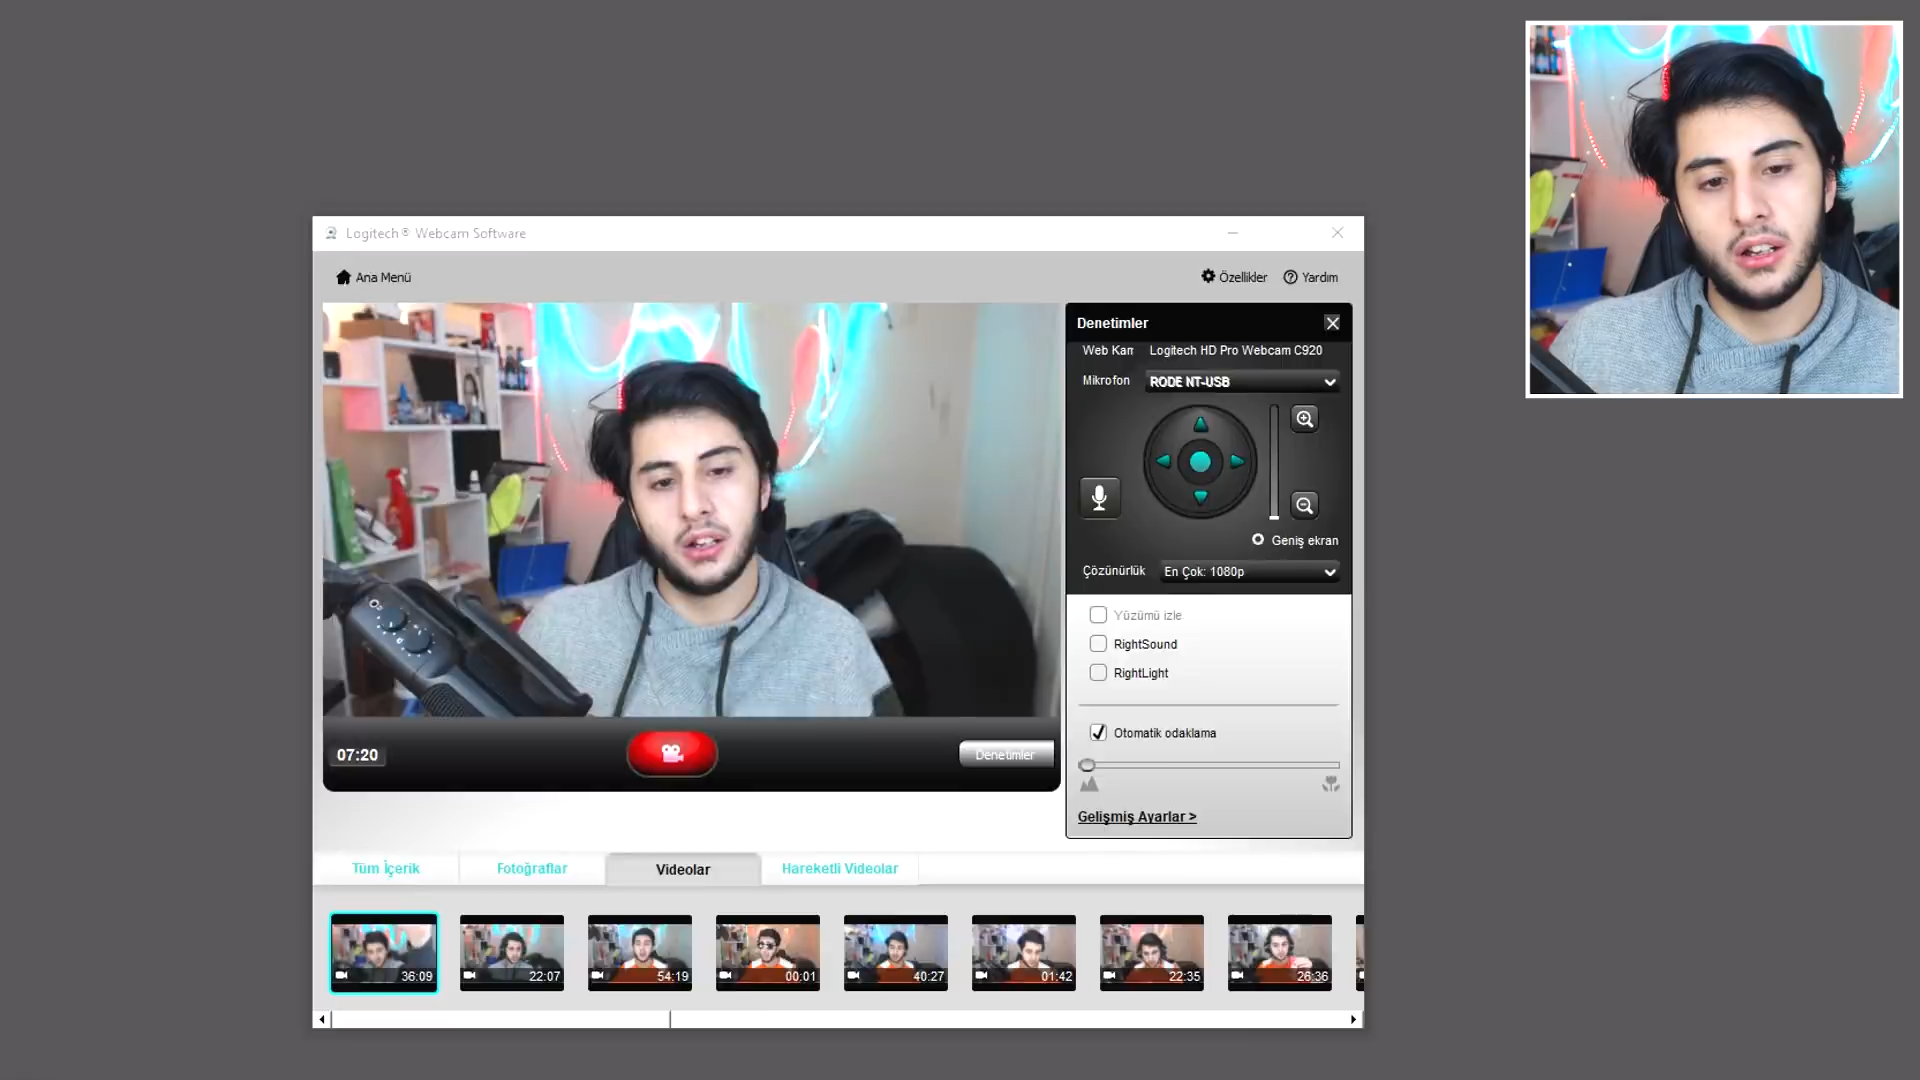 Logitech® Webcam Software
Ana Menü
Özellikler
Yardım
Denetimler
Web Kam
Logitech HD Pro Webcam C920
Mikrofon
RODE NT-USB
Geniş ekran
Çözünürlük
En Çok: 1080p
Yüzümü izle
RightSound
RightLight
Otomatik odaklama
Gelişmiş Ayarlar >
07:20
Denetimler
Tüm İçerik
Fotoğraflar
Videolar
Hareketli Videolar
36:09
22:07
54:19
00:01
40:27
01:42
22:35
26:36